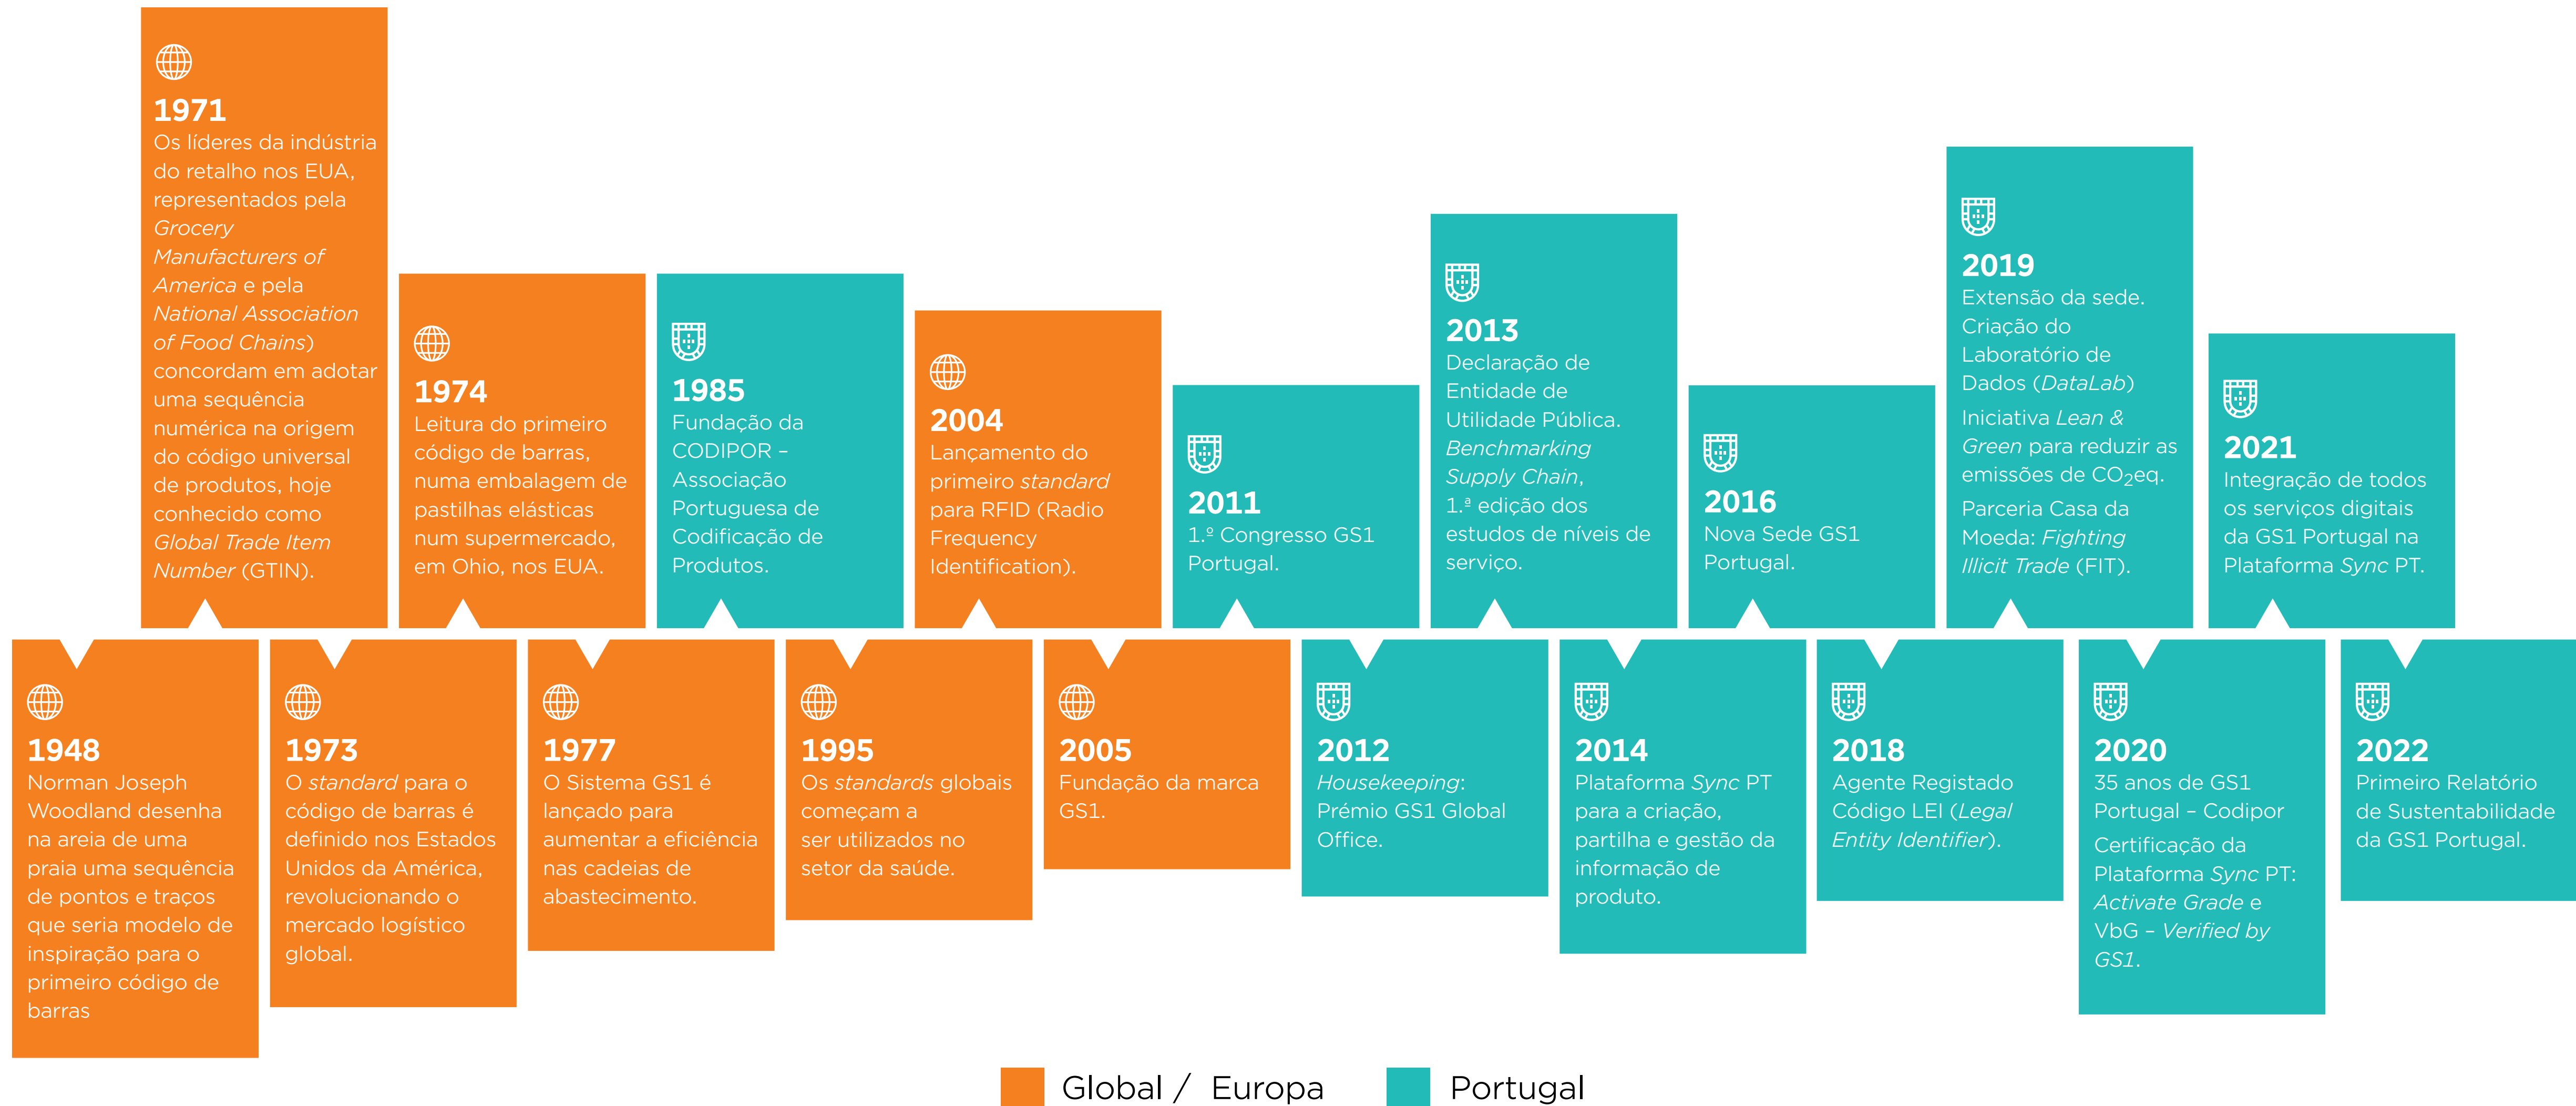 1971
Os líderes da indústria
do retalho nos EUA,
representados pela
Grocery
Manufacturers of
America e pela
National Association
of Food Chains)
concordam em adotar
uma sequência
numérica na origem
do código universal
de produtos, hoje
conhecido como
Global Trade Item
Number (GTIN).
1974
Leitura do primeiro
código de barras,
numa embalagem de
pastilhas elásticas
num supermercado,
em Ohio, nos EUA.
1985
Fundação da
CODIPOR –
Associação
Portuguesa de
Codificação de
Produtos.
2004
Lançamento do
primeiro standard
para RFID (Radio
Frequency
Identification).
2011
1.º Congresso GS1
Portugal.
2013
Declaração de
Entidade de
Utilidade Pública.
Benchmarking
Supply Chain,
1.ª edição dos
estudos de níveis de
serviço.
2016
Nova Sede GS1
Portugal.
2019
Extensão da sede.
Criação do
Laboratório de
Dados (DataLab)
Iniciativa Lean &
Green para reduzir as
emissões de CO₂eq.
Parceria Casa da
Moeda: Fighting
Illicit Trade (FIT).
2021
Integração de todos
os serviços digitais
da GS1 Portugal na
Plataforma Sync PT.
1948
Norman Joseph
Woodland desenha
na areia de uma
praia uma sequência
de pontos e traços
que seria modelo de
inspiração para o
primeiro código de
barras
1973
O standard para o
código de barras é
definido nos Estados
Unidos da América,
revolucionando o
mercado logístico
global.
1977
O Sistema GS1 é
lançado para
aumentar a eficiência
nas cadeias de
abastecimento.
1995
Os standards globais
começam a
ser utilizados no
setor da saúde.
2005
Fundação da marca
GS1.
2012
Housekeeping:
Prémio GS1 Global
Office.
2014
Plataforma Sync PT
para a criação,
partilha e gestão da
informação de
produto.
2018
Agente Registado
Código LEI (Legal
Entity Identifier).
2020
35 anos de GS1
Portugal – Codipor
Certificação da
Plataforma Sync PT:
Activate Grade e
VbG – Verified by
GS1.
2022
Primeiro Relatório
de Sustentabilidade
da GS1 Portugal.
Global / Europa
Portugal